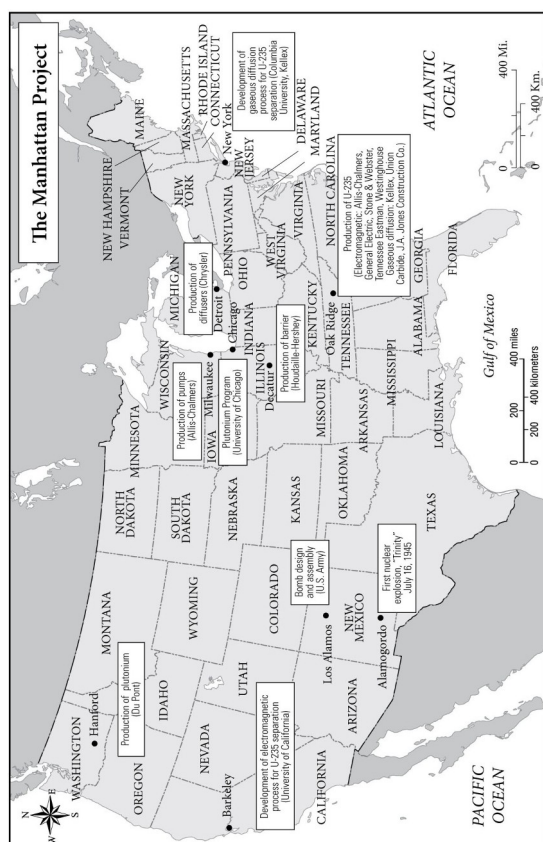 The Manhattan Project
N
W
E
S
WASHINGTON
Hanford
Production of plutonium
(Du Pont)
OREGON
IDAHO
MONTANA
NORTH
DAKOTA
MINNESOTA
WISCONSIN
MICHIGAN
SOUTH
DAKOTA
WYOMING
NEVADA
UTAH
COLORADO
NEBRASKA
IOWA
Production of pumps
(Allis-Chalmers)
Milwaukee
Plutonium Program
(University of Chicago)
Chicago
Production of
diffusers (Chrysler)
Detroit
NEW HAMPSHIRE
VERMONT
MAINE
MASSACHUSETTS
RHODE ISLAND
CONNECTICUT
NEW
YORK
New York
Development of
gaseous diffusion
process for U-235
separation (Columbia
University, Kellex)
PENNSYLVANIA
NEW
JERSEY
DELAWARE
MARYLAND
OHIO
INDIANA
ILLINOIS
Decatur
Production of barrier
(Houdaille-Hershey)
WEST
VIRGINIA
VIRGINIA
KENTUCKY
NORTH CAROLINA
Barkeley
Development of electromagnetic
process for U-235 separation
(University of California)
CALIFORNIA
ARIZONA
Bomb design
and assembly
(U.S. Army)
Los Alamos
NEW
MEXICO
Alamogordo
First nuclear
explosion, "Trinity"
July 16, 1945
KANSAS
MISSOURI
OKLAHOMA
ARKANSAS
TEXAS
Oak Ridge
TENNESSEE
Production of U-235
(Electromagnetic: Allis-Chalmers,
General Electric, Stone & Webster,
Tennessee Eastman, Westinghouse
Gaseous diffusion: Kellex, Union
Carbide, J.A. Jones Construction Co.)
MISSISSIPPI
ALABAMA
GEORGIA
LOUISIANA
FLORIDA
PACIFIC
OCEAN
Gulf of Mexico
ATLANTIC
OCEAN
0 200 400 miles
0 200 400 kilometers
0 400 Mi.
0 400 Km.